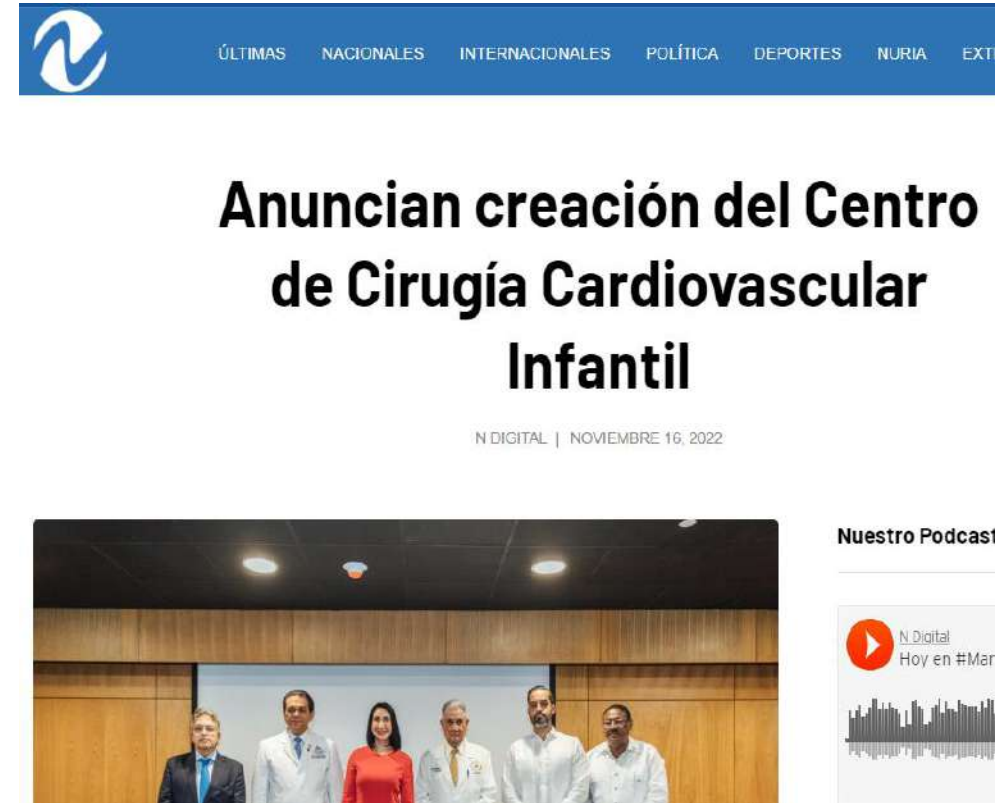 ÚLTIMAS NACIONALES INTERNACIONALES POLÍTICA DEPORTES NURIA
Anuncian creación del Centro
de Cirugía Cardiovascular
Infantil
N DIGITAL | NOVIEMBRE 16, 2022
Nuestro Podcast
N Digital
Hoy en